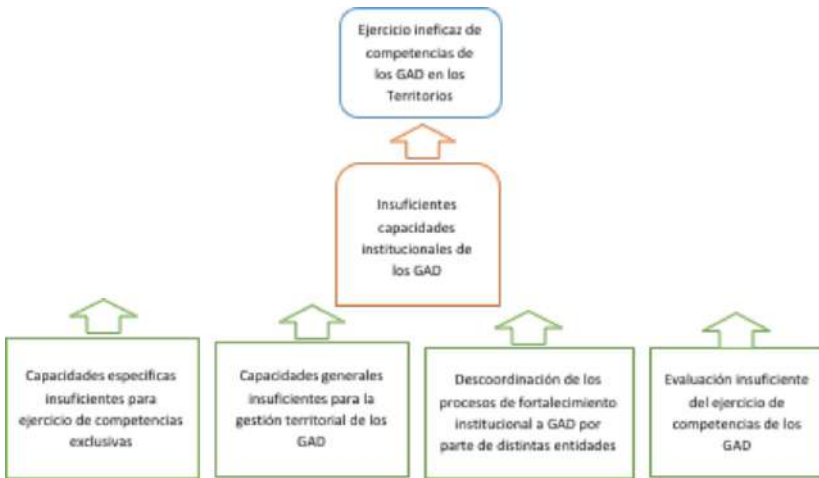 Ejercicio ineficaz de
competencias de
los GAD en los
Territorios
Insuficientes
capacidades
institucionales de
los GAD
Capacidades específicas
insuficientes para
ejercicio de competencias
exclusivas
Capacidades generales
insuficientes para la
gestión territorial de los
GAD
Descoordinación de los
procesos de fortalecimiento
institucional a GAD por
parte de distintas entidades
Evaluación insuficiente
del ejercicio de
competencias de los
GAD